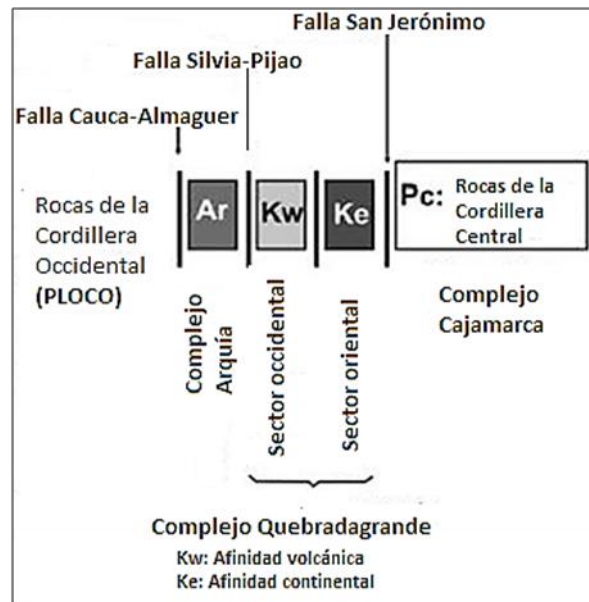 Falla San Jerónimo
Falla Silvia-Pijao
Falla Cauca-Almaguer
Rocas de la
Cordillera
Occidental
(PLOCO)
Ar
Kw
Ke
Pc: Rocas de la
Cordillera
Central
Complejo
Arquía
Sector occidental
Sector oriental
Complejo
Cajamarca
Complejo Quebradagrande
Kw: Afinidad volcánica
Ke: Afinidad continental